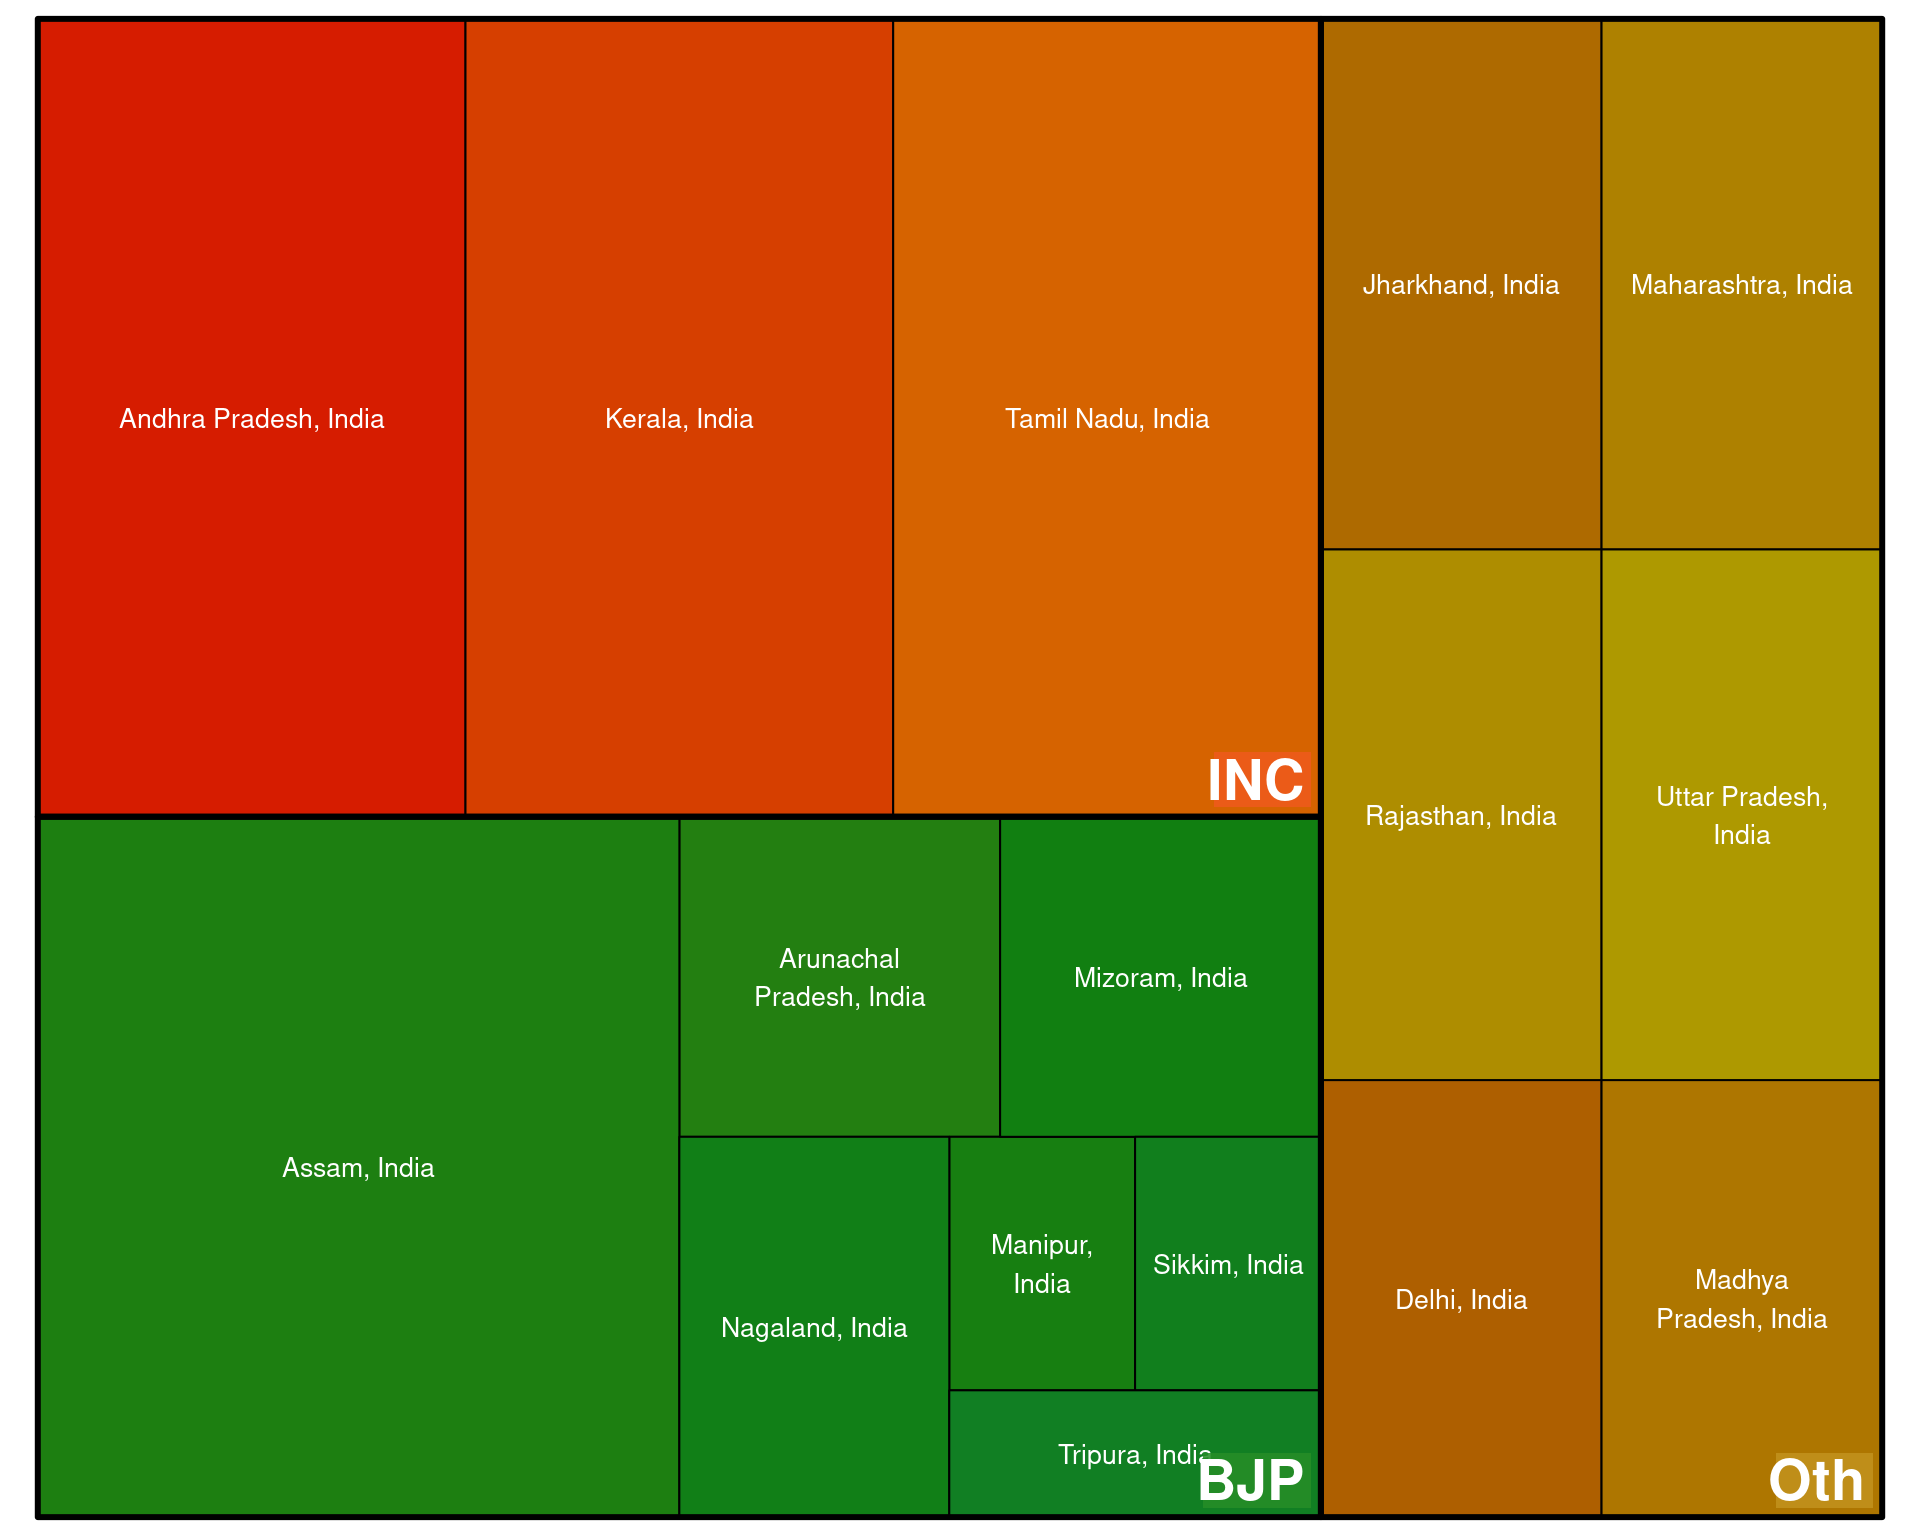 Andhra Pradesh, India
Kerala, India
Tamil Nadu, India
INC
Jharkhand, India
Maharashtra, India
Rajasthan, India
Uttar Pradesh,
India
Delhi, India
Madhya
Pradesh, India
Oth
Assam, India
Arunachal
Pradesh, India
Mizoram, India
Nagaland, India
Manipur,
India
Sikkim, India
Tripura, India
BJP